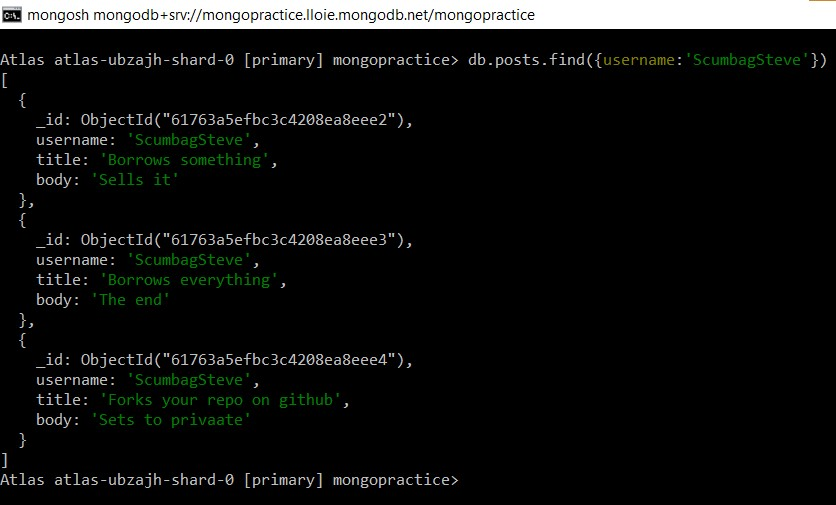 mongosh mongodb+srv://mongopractice.lloie.mongodb.net/mongopractice
Atlas atlas-ubzajh-shard-0 [primary] mongopractice> db.posts.find({username:'ScumbagSteve'})
[
  {
    _id: ObjectId("61763a5efbc3c4208ea8eee2"),
    username: 'ScumbagSteve',
    title: 'Borrows something',
    body: 'Sells it'
  },
  {
    _id: ObjectId("61763a5efbc3c4208ea8eee3"),
    username: 'ScumbagSteve',
    title: 'Borrows everything',
    body: 'The end'
  },
  {
    _id: ObjectId("61763a5efbc3c4208ea8eee4"),
    username: 'ScumbagSteve',
    title: 'Forks your repo on github',
    body: 'Sets to privaate'
  }
]
Atlas atlas-ubzajh-shard-0 [primary] mongopractice>